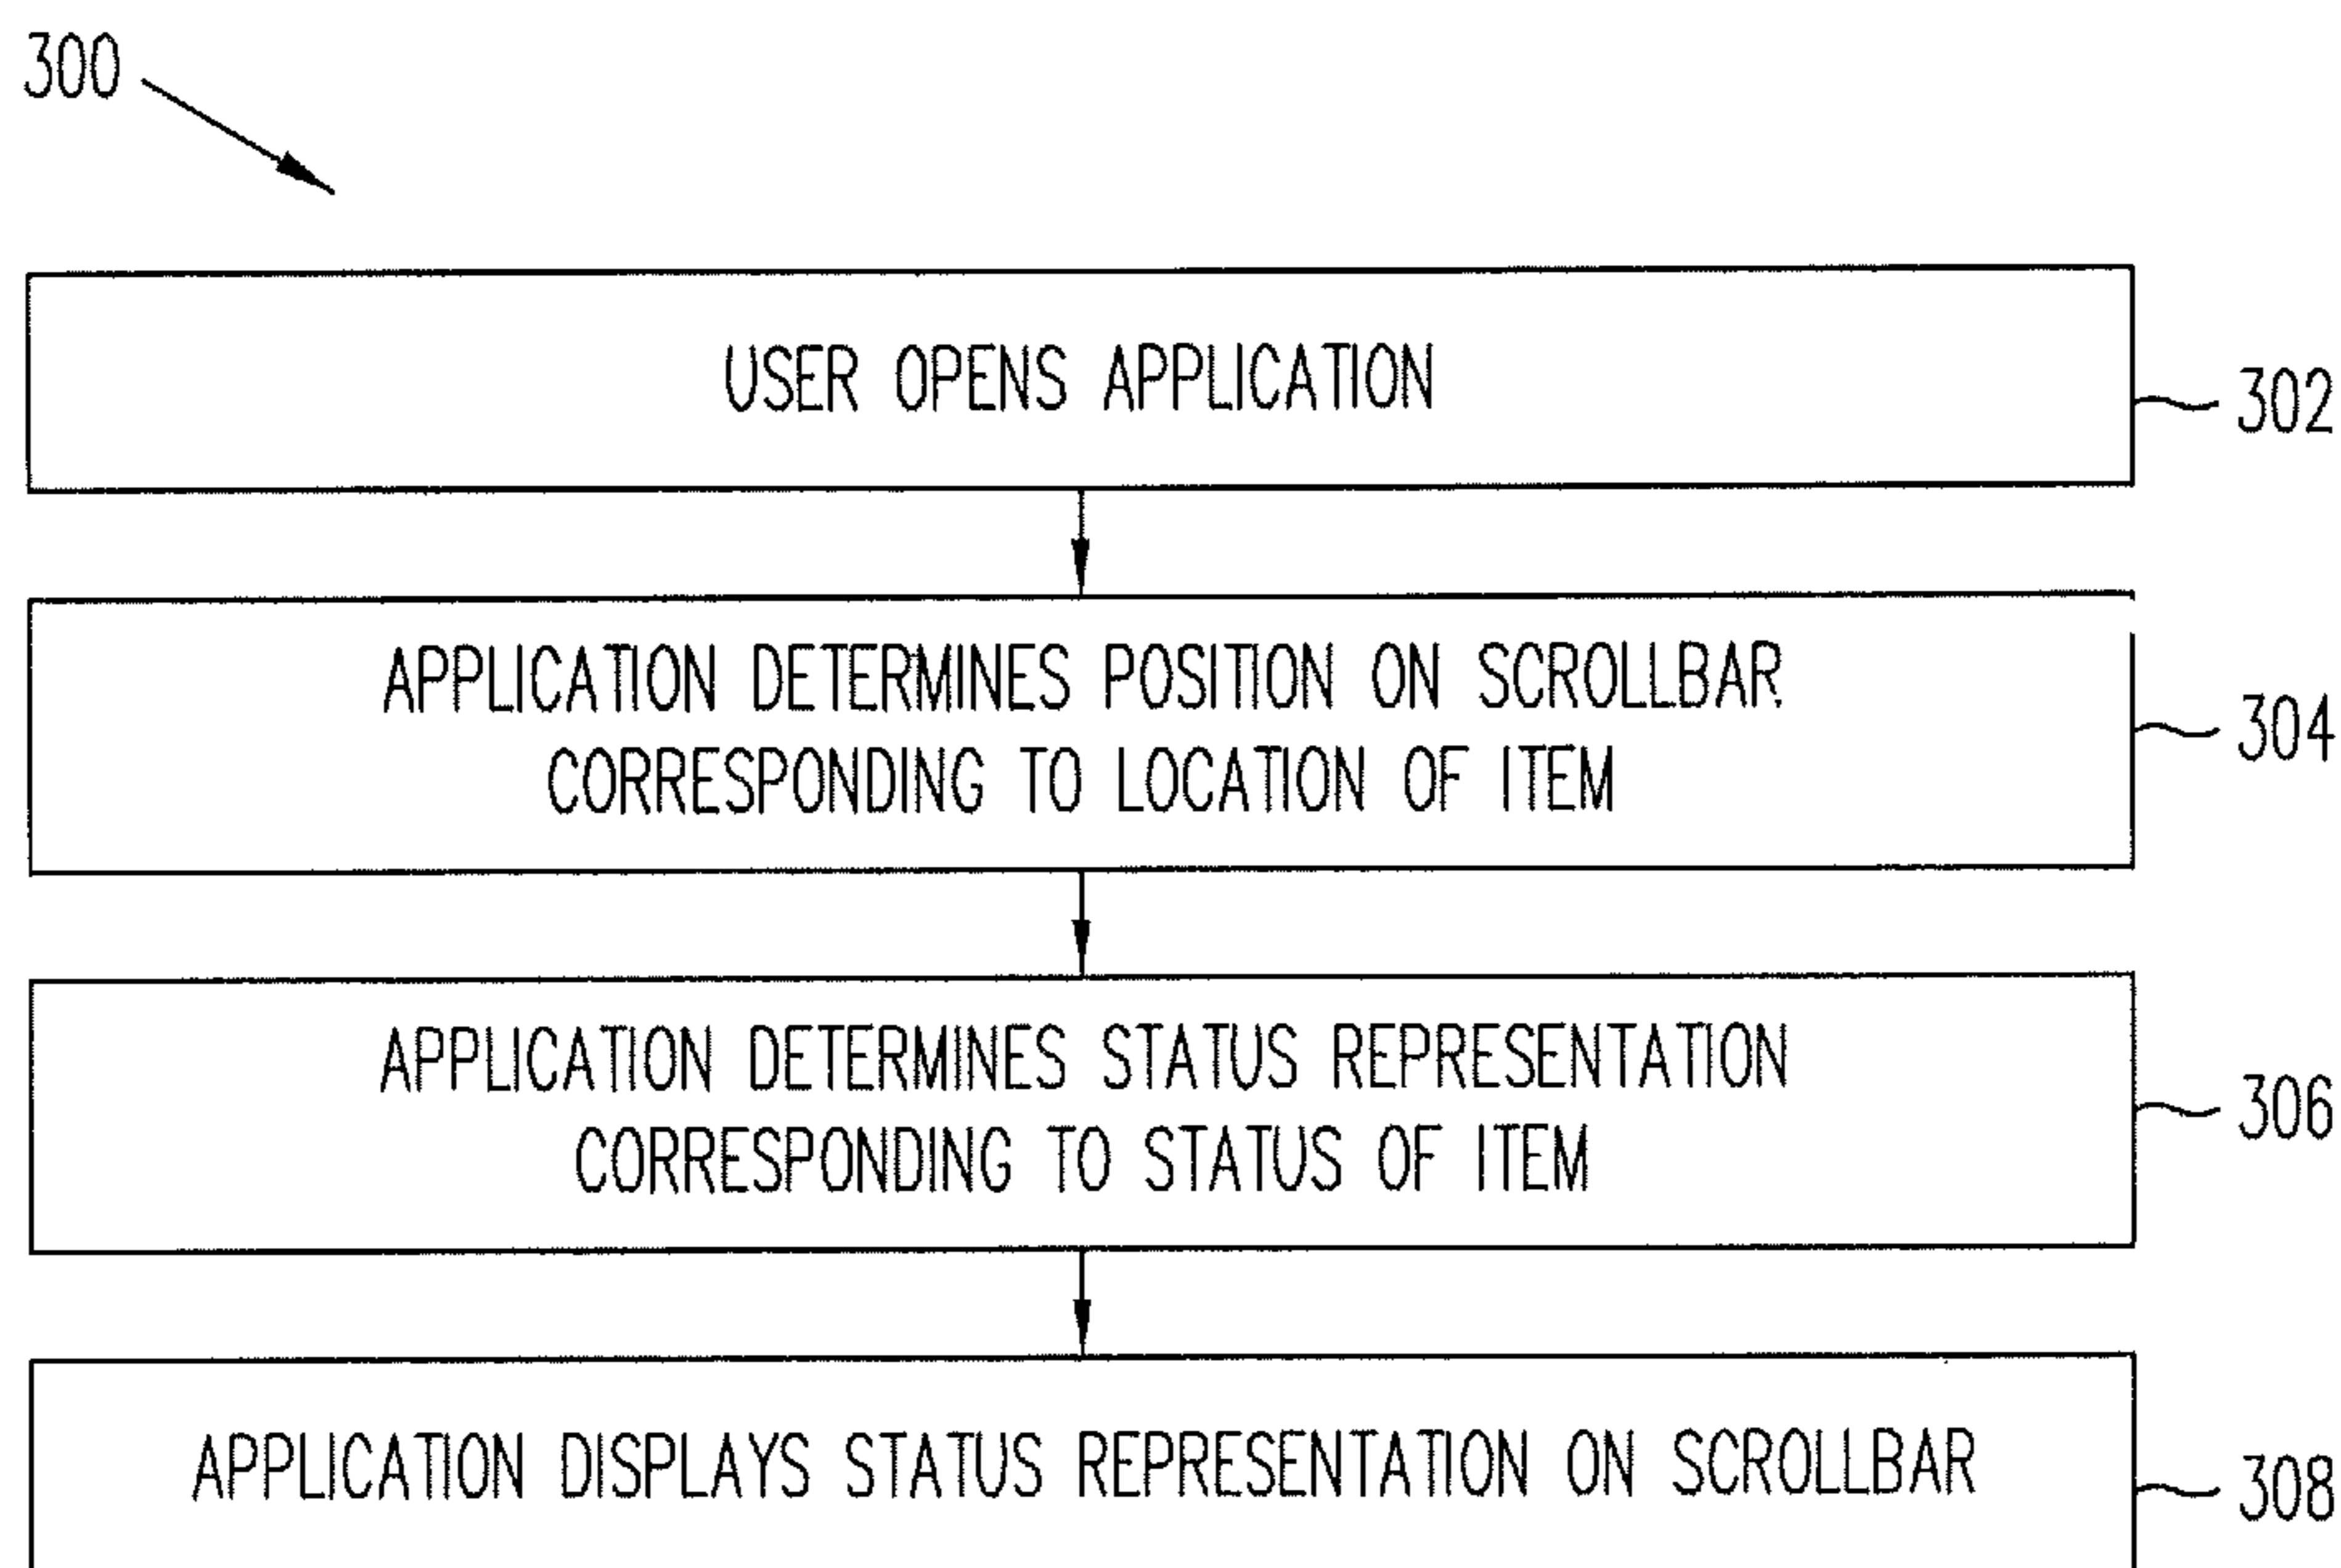 300
USER OPENS APPLICATION
302
APPLICATION DETERMINES POSITION ON SCROLLBAR
CORRESPONDING TO LOCATION OF ITEM
304
APPLICATION DETERMINES STATUS REPRESENTATION
CORRESPONDING TO STATUS OF ITEM
306
APPLICATION DISPLAYS STATUS REPRESENTATION ON SCROLLBAR
308